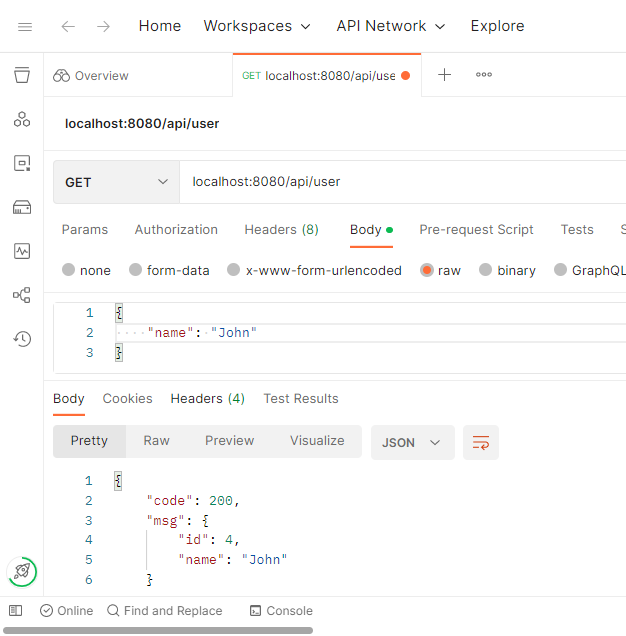 Home Workspaces API Network Explore
Overview GET localhost:8080/api/use
localhost:8080/api/user
GET localhost:8080/api/user
Params Authorization Headers (8) Body Pre-request Script Tests S
none form-data x-www-form-urlencoded raw binary GraphQL
1 {
2 "name": "John"
3 }
Body Cookies Headers (4) Test Results
Pretty Raw Preview Visualize JSON
1 {
2 "code": 200,
3 "msg": {
4 "id": 4,
5 "name": "John"
6 }
Online Find and Replace Console